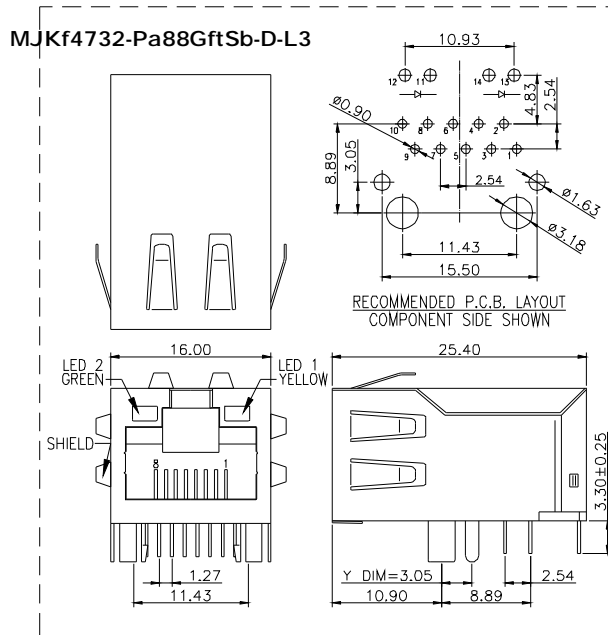 MJKf4732-Pa88GftSb-D-L3
10.93
12 11 14 13
4.83
2.54
ø0.90
10 8 6 4 2
9 7 5 3 1
8.89
3.05
2.54
ø1.63
ø3.18
11.43
15.50
RECOMMENDED P.C.B. LAYOUT
COMPONENT SIDE SHOWN
16.00
25.40
LED 2
GREEN
LED 1
YELLOW
SHIELD
8 1
3.30±0.25
1.27
11.43
Y DIM=3.05
2.54
10.90
8.89